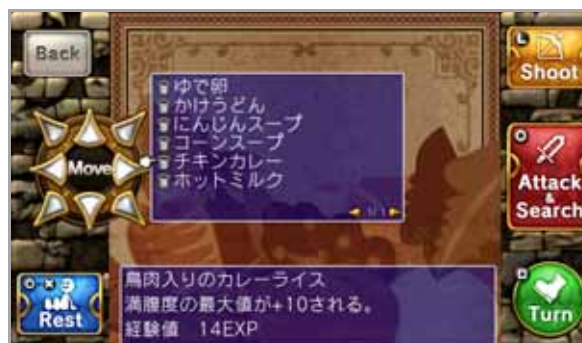 Back
L
Shoot
ゆで卵
かけうどん
にんじんスープ
コーンスープ
チキンカレー
ホットミルク
1/1
Move
Attack
&
Search
鳥肉入りのカレーライス
満腹度の最大値が+10される。
経験値 14EXP
Rest
Turn